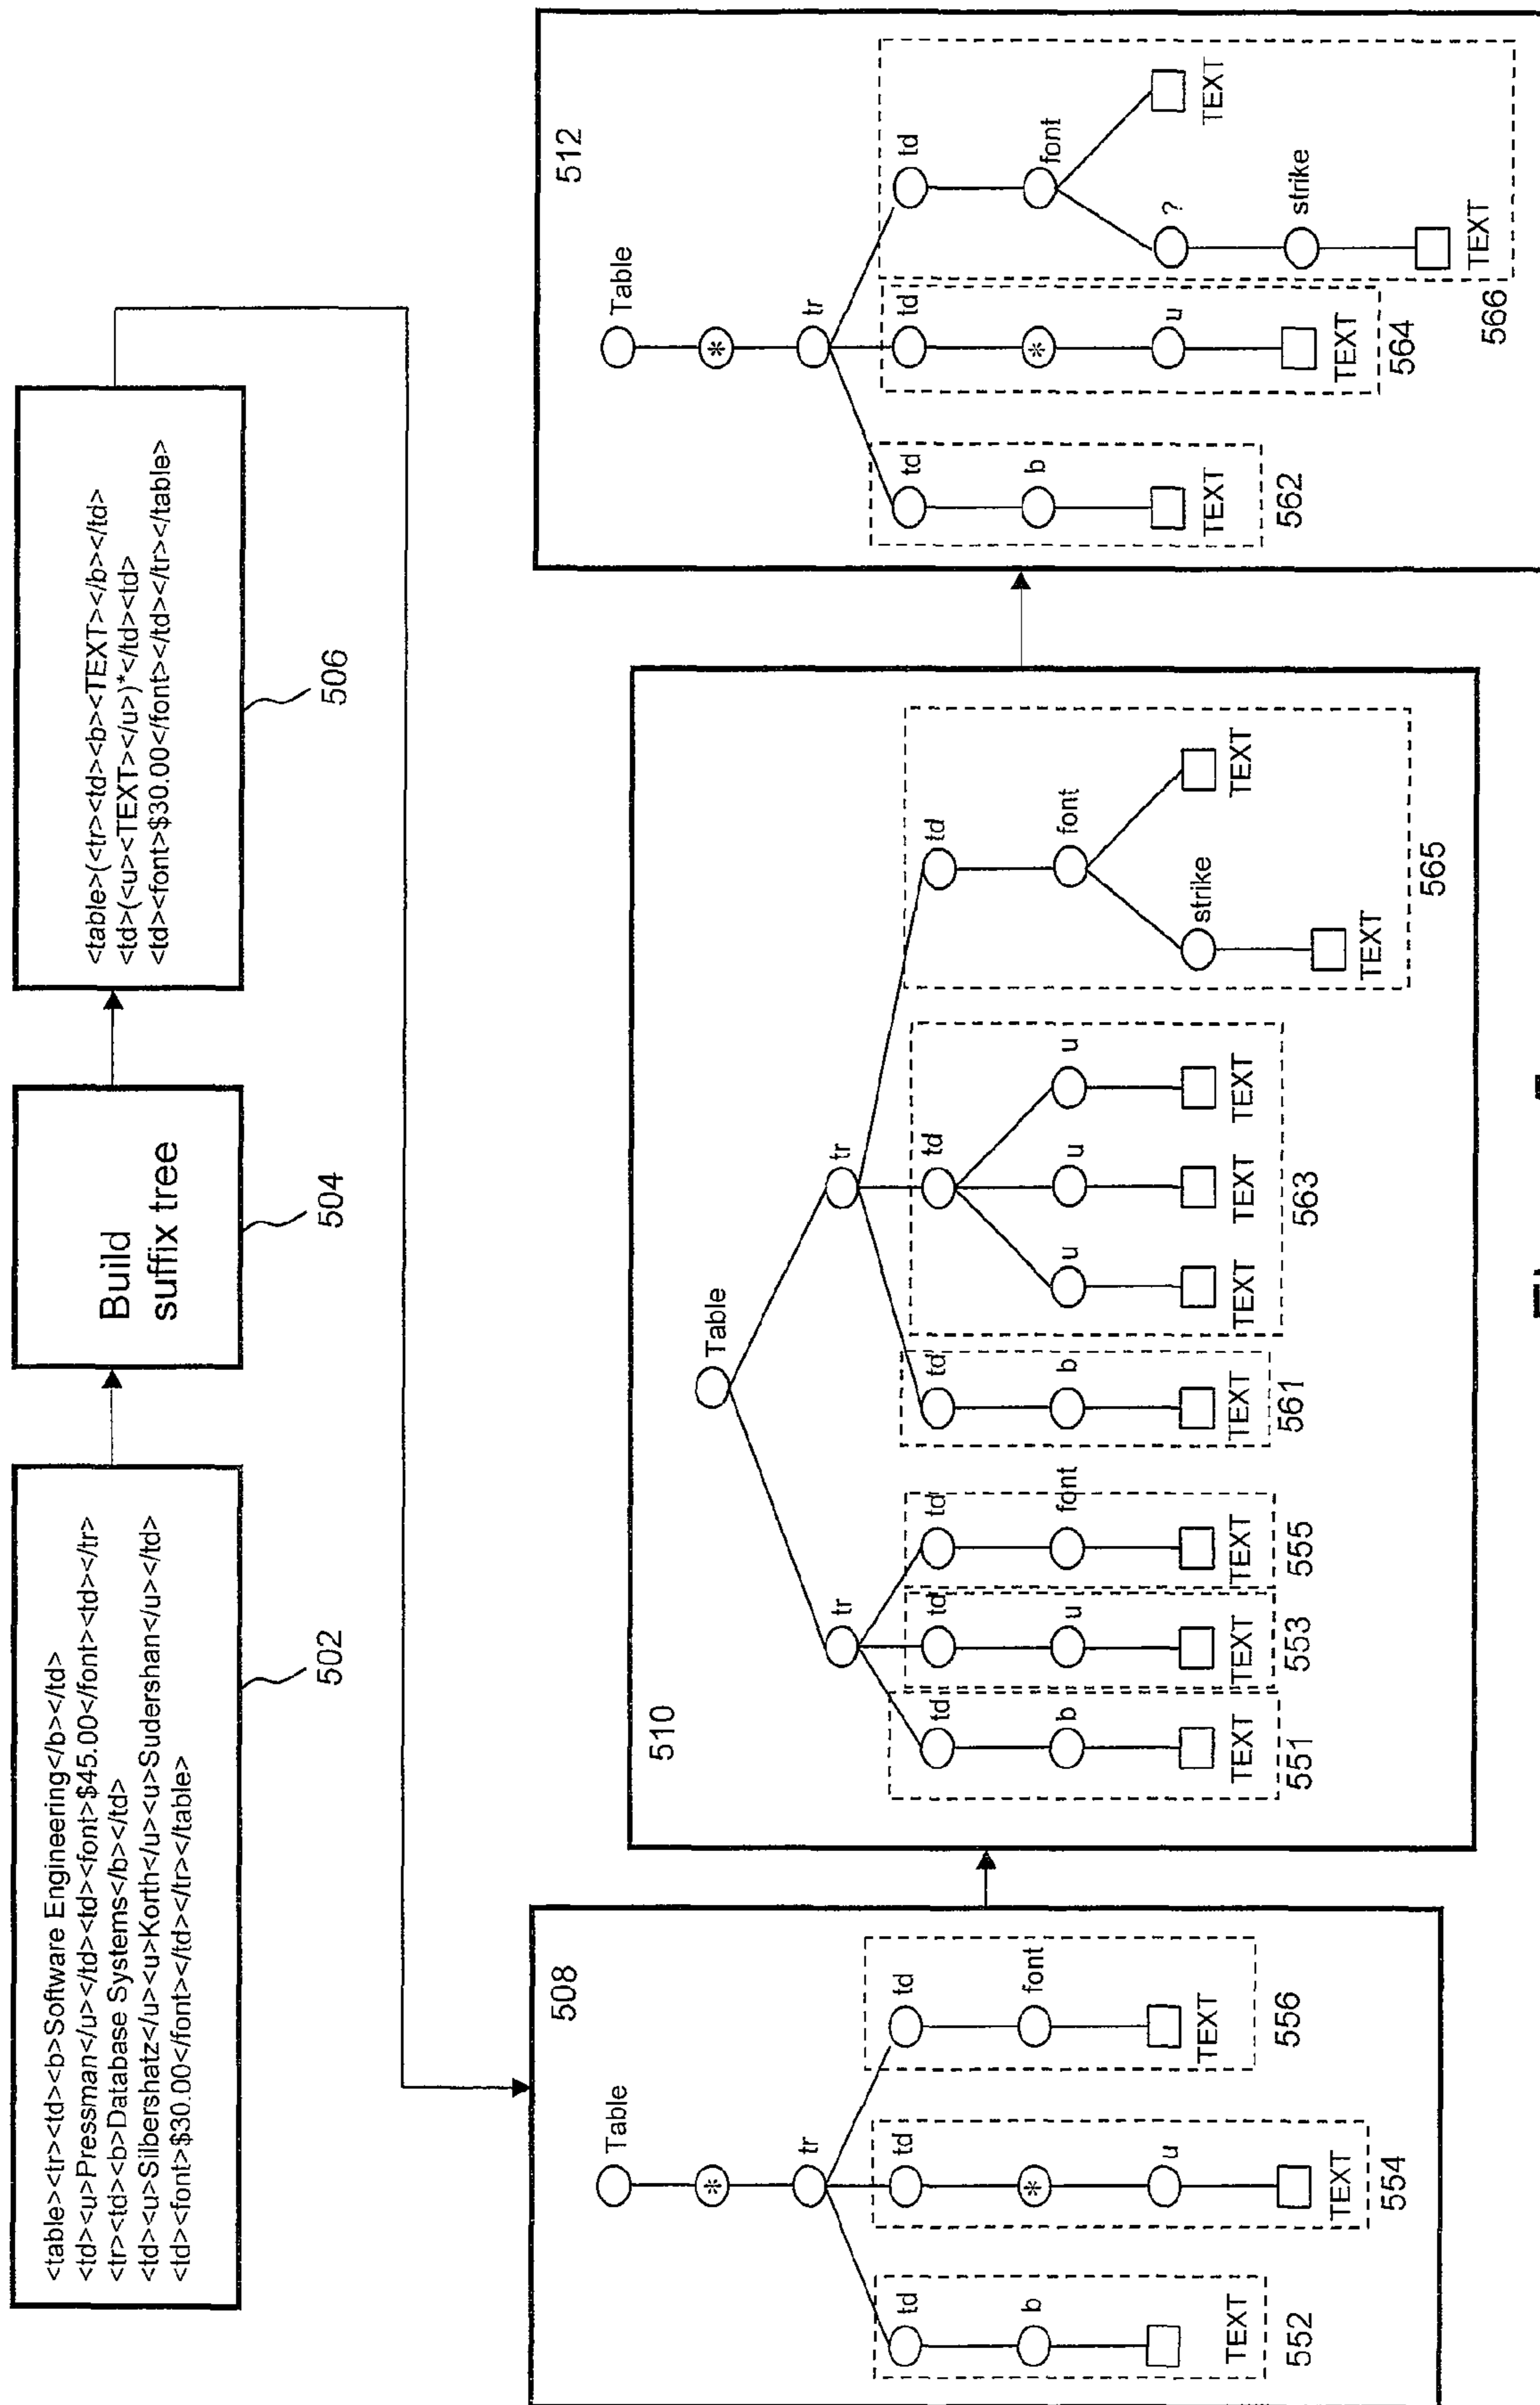 <table><tr><td><b>Software Engineering</b></td>
<td><u>Pressman</u></td><td><font>$45.00</font><td></tr>
<tr><td><b>Database Systems</b></td>
<td><u>Silbershatz</u><u>Korth</u><u>Sudershan</u></td>
<td><font>$30.00</font></td></tr></table>
502
Build
suffix tree
504
<table>(<tr><td><b><TEXT></b></td>
<td>(<u><TEXT></u>)*</td><td>
<td><font>$30.00</font></td></tr></table>
506
508
Table
*
tr
td
td
td
b
*
font
u
TEXT
TEXT
TEXT
552
554
556
510
Table
tr
tr
td
td
td
td
td
td
b
u
font
b
u
u
u
font
strike
TEXT
TEXT
TEXT
TEXT
TEXT
TEXT
TEXT
TEXT
TEXT
551
553
555
561
563
565
512
Table
*
tr
td
td
td
b
*
font
u
?
strike
TEXT
TEXT
TEXT
TEXT
562
564
566